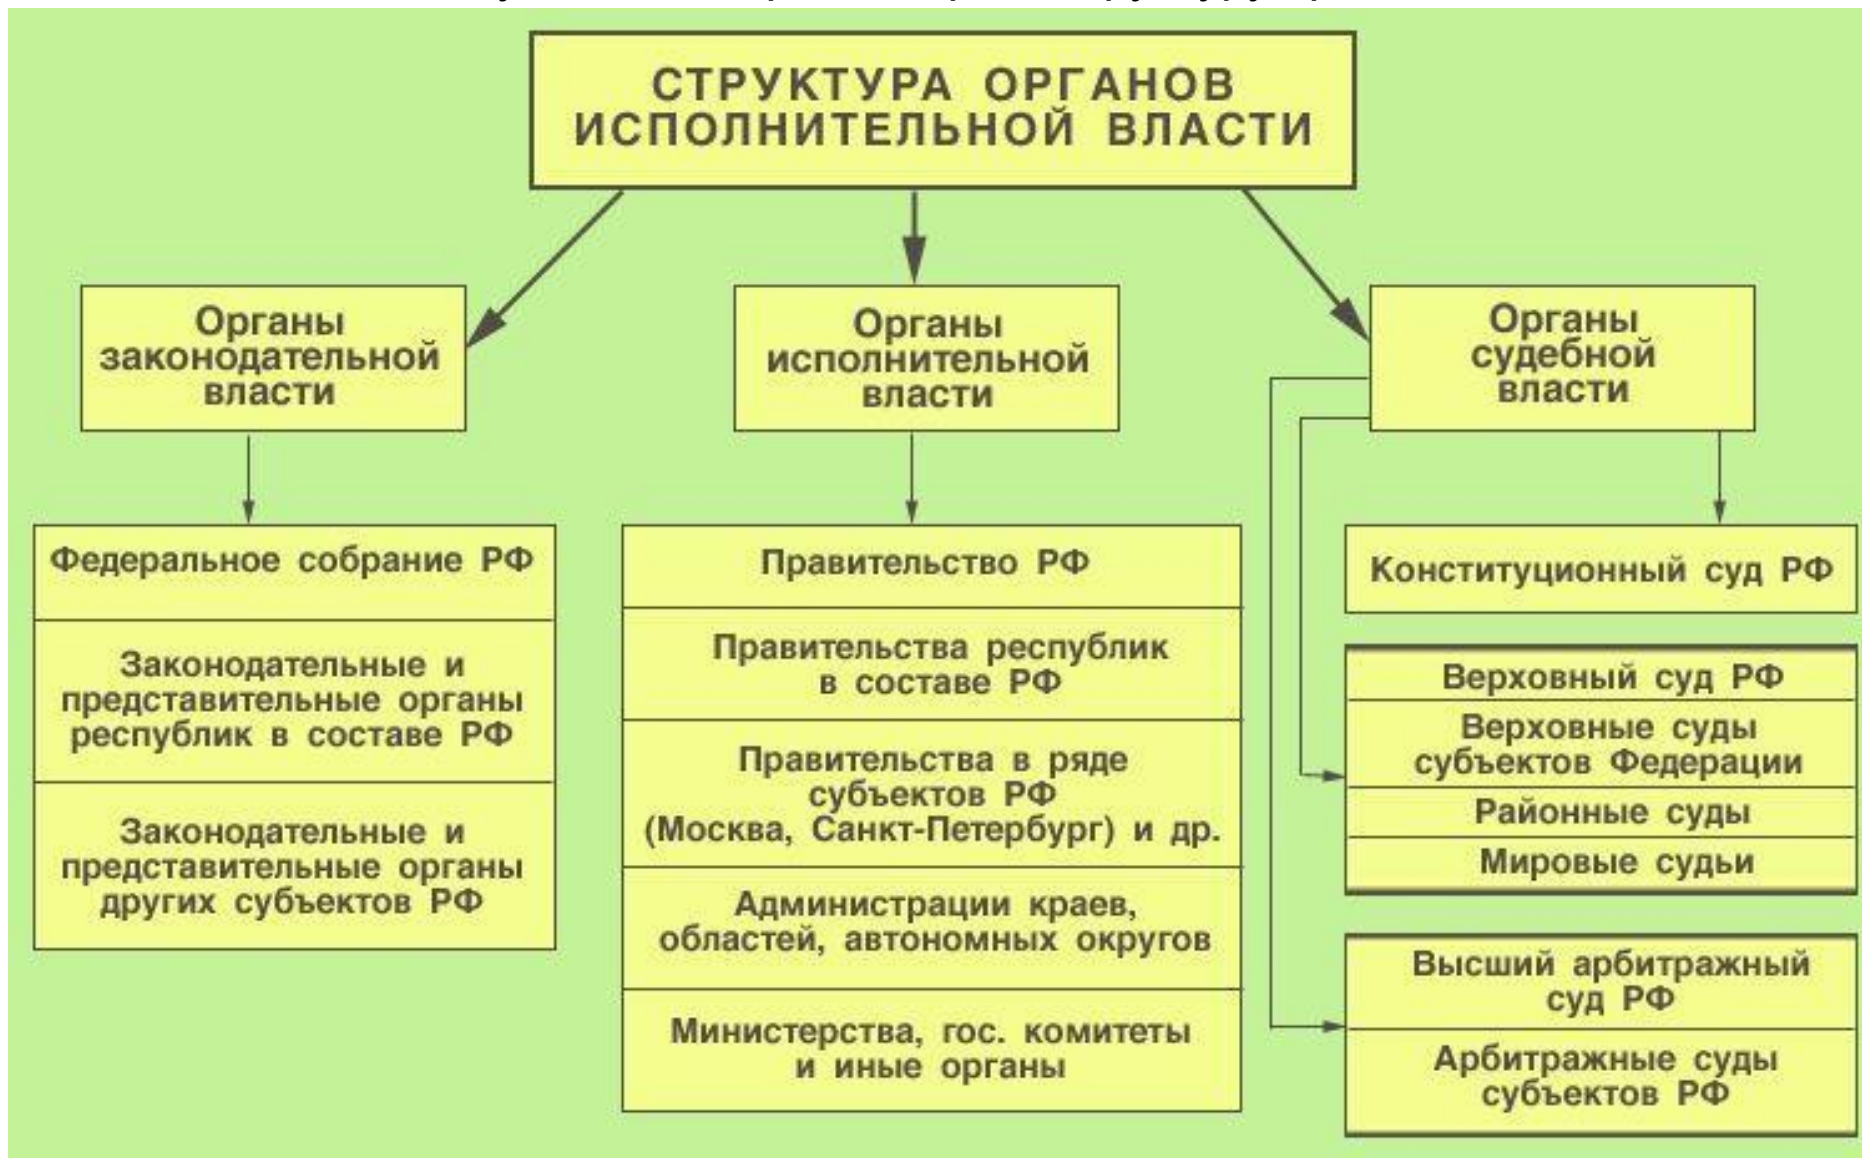 СТРУКТУРА ОРГАНОВ
ИСПОЛНИТЕЛЬНОЙ ВЛАСТИ
Органы
законодательной
власти
Федеральное собрание РФ
Законодательные и
представительные органы
республик в составе РФ
Законодательные и
представительные органы
других субъектов РФ
Органы
исполнительной
власти
Правительство РФ
Правительства республик
в составе РФ
Правительства в ряде
субъектов РФ
(Москва, Санкт-Петербург) и др.
Администрации краев,
областей, автономных округов
Министерства, гос. комитеты
и иные органы
Органы
судебной
власти
Конституционный суд РФ
Верховный суд РФ
Верховные суды
субъектов Федерации
Районные суды
Мировые судьи
Высший арбитражный
суд РФ
Арбитражные суды
субъектов РФ